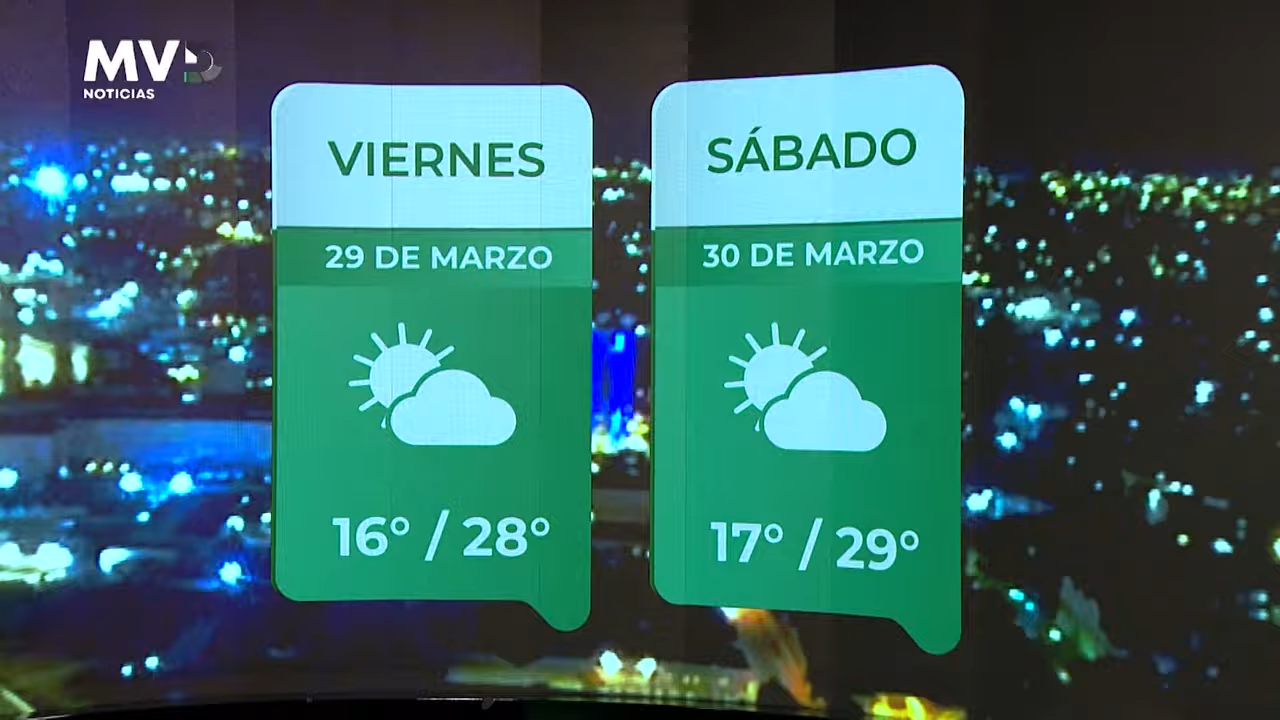 MV
NOTICIAS
VIERNES
29 DE MARZO
16° / 28°
SÁBADO
30 DE MARZO
17° / 29°